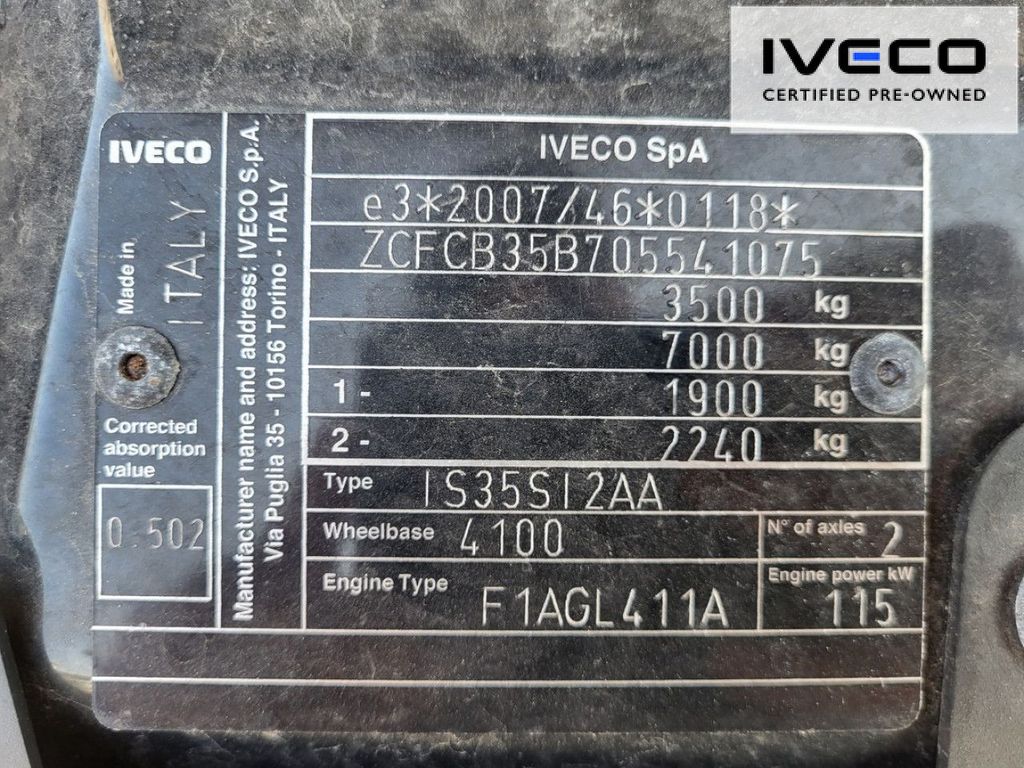 IVECO
CERTIFIED PRE-OWNED
IVECO
Made in
ITALY
Corrected
absorption
value
0.502
Manufacturer name and address: IVECO S.p.A.
Via Puglia 35 - 10156 Torino - ITALY
IVECO SpA
e3*2007/46*0118*
ZCFCB35B705541075
3500 kg
7000 kg
1 - 1900 kg
2 - 2240 kg
Type IS35SI2AA
Wheelbase 4100
N° of axles 2
Engine Type F1AGL411A
Engine power kW
115